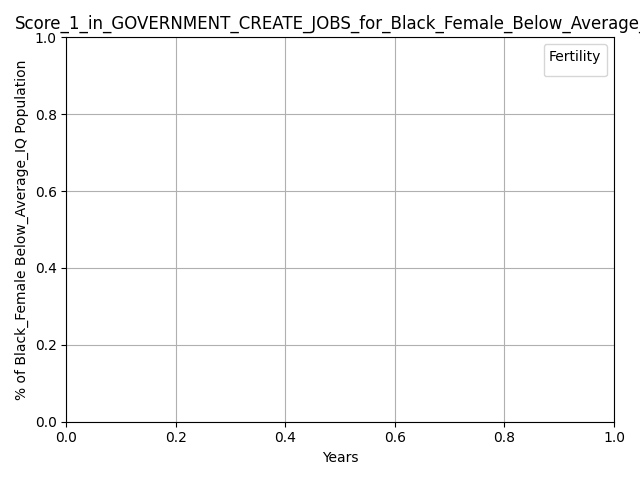 Score_1_in_GOVERNMENT_CREATE_JOBS_for_Black_Female_Below_Average_
Fertility
% of Black_Female Below_Average_IQ Population
1.0
0.8
0.6
0.4
0.2
0.0
0.0 0.2 0.4 0.6 0.8 1.0
Years